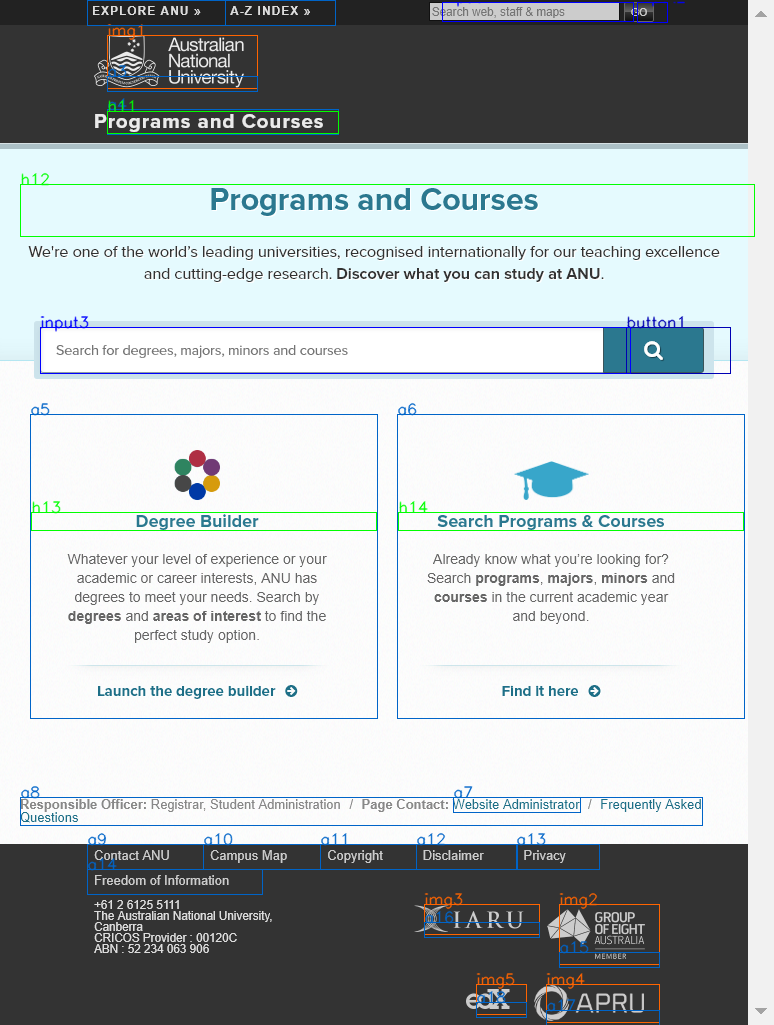 EXPLORE ANU » A-Z INDEX » Search web, staff & maps GO
img1
Australian
National
University
h11
Programs and Courses
h12
Programs and Courses
We're one of the world's leading universities, recognised internationally for our teaching excellence
and cutting-edge research. Discover what you can study at ANU.
input3 button1
Search for degrees, majors, minors and courses
a5 a6
h13 h14
Degree Builder
Whatever your level of experience or your
academic or career interests, ANU has
degrees to meet your needs. Search by
degrees and areas of interest to find the
perfect study option.
Launch the degree builder
Search Programs & Courses
Already know what you're looking for?
Search programs, majors, minors and
courses in the current academic year
and beyond.
Find it here
a8 a7
Responsible Officer: Registrar, Student Administration / Page Contact: Website Administrator / Frequently Asked
Questions
a9 a10 a11 a12 a13
Contact ANU Campus Map Copyright Disclaimer Privacy
a14
Freedom of Information
+61 2 6125 5111
The Australian National University,
Canberra
CRICOS Provider : 00120C
ABN : 52 234 063 906
img3 img2
IARU
a16
GROUP
OF EIGHT
AUSTRALIA
a15
MEMBER
img5 img4
edX APRU
a17